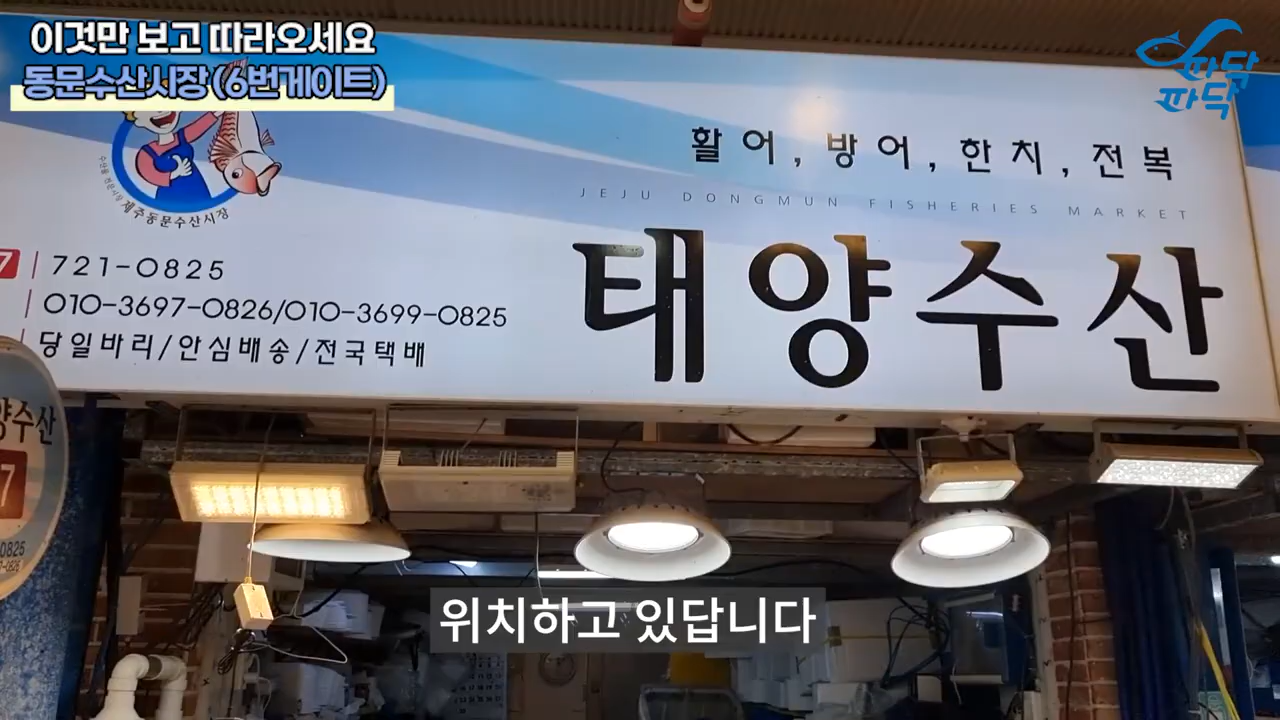 이것만 보고 따라오세요
동문수산시장 (6번게이트)
파닥
파닥
활어, 방어, 한치, 전복
JEJU DONGMUN FISHERIES MARKET
태양수산
제주동문수산시장
7
721-0825
010-3697-0826/010-3699-0825
당일바리/안심배송/전국택배
양수산
7
0825
위치하고 있답니다